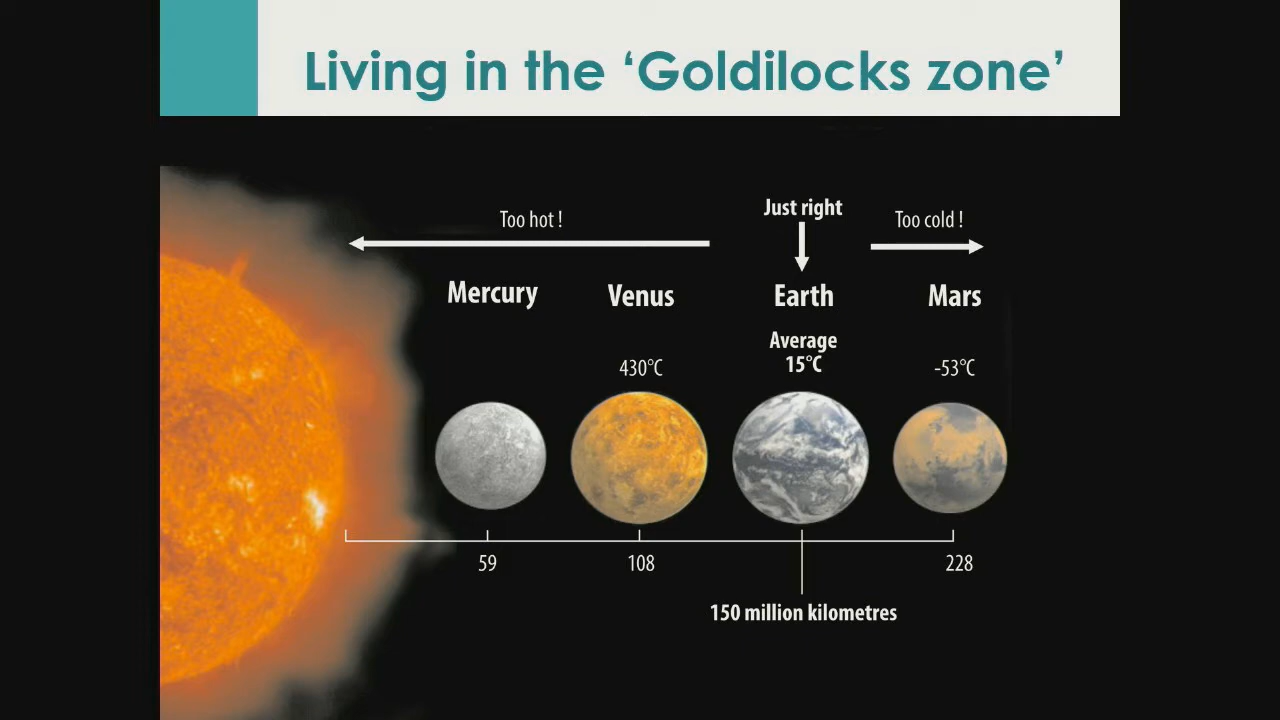 Living in the ‘Goldilocks zone’
Too hot !
Just right
Too cold !
Mercury
Venus
Earth
Mars
430°C
Average
15°C
-53°C
59
108
228
150 million kilometres